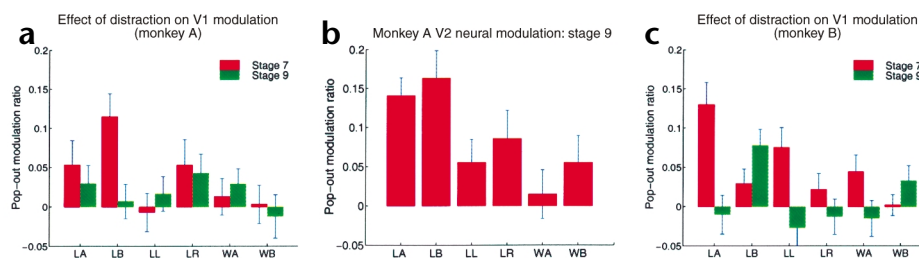 a
Effect of distraction on V1 modulation
(monkey A)
Pop-out modulation ratio
0.2
0.15
0.1
0.05
0
-0.05
Stage 7
Stage 9
LA LB LL LR WA WB
b
Monkey A V2 neural modulation: stage 9
Pop-out modulation ratio
0.2
0.15
0.1
0.05
0
-0.05
LA LB LL LR WA WB
c
Effect of distraction on V1 modulation
(monkey B)
Pop-out modulation ratio
0.2
0.15
0.1
0.05
0
-0.05
Stage 7
Stage 9
LA LB LL LR WA WB